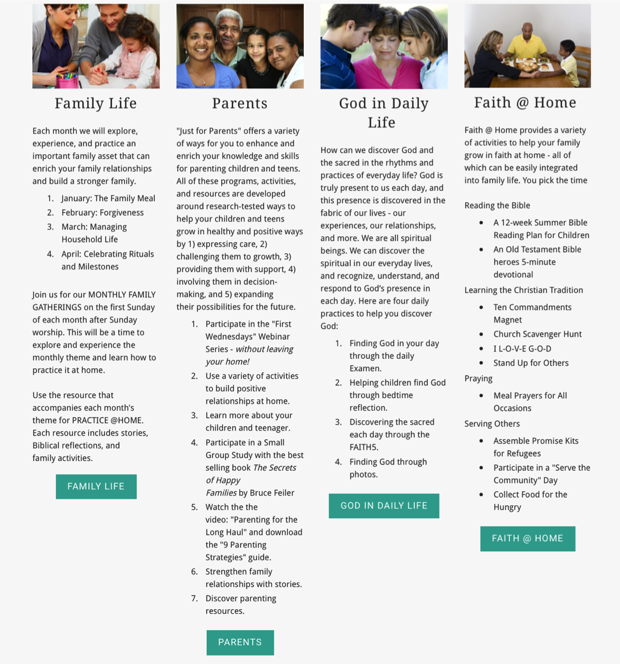 Family Life
Each month we will explore,
experience, and practice an
important family asset that can
enrich your family relationships
and build a stronger family.
1. January: The Family Meal
2. February: Forgiveness
3. March: Managing
Household Life
4. April: Celebrating Rituals
and Milestones
Join us for our MONTHLY FAMILY
GATHERINGS on the first Sunday
of each month after Sunday
worship. This will be a time to
explore and experience the
monthly theme and learn how to
practice it at home.
Use the resource that
accompanies each month's
theme for PRACTICE @HOME.
Each resource includes stories,
Biblical reflections, and
family activities.
FAMILY LIFE
Parents
"Just for Parents" offers a variety
of ways for you to enhance and
enrich your knowledge and skills
for parenting children and teens.
All of these programs, activities,
and resources are developed
around research-tested ways to
help your children and teens
grow in healthy and positive ways
by 1) expressing care, 2)
challenging them to growth, 3)
providing them with support, 4)
involving them in decision-
making, and 5) expanding
their possibilities for the future.
1. Participate in the "First
Wednesdays" Webinar
Series - without leaving
your home!
2. Use a variety of activities
to build positive
relationships at home.
3. Learn more about your
children and teenager.
4. Participate in a Small
Group Study with the best
selling book The Secrets
of Happy
Families by Bruce Feiler
5. Watch the the
video: "Parenting for the
Long Haul" and download
the "9 Parenting
Strategies" guide.
6. Strengthen family
relationships with stories.
7. Discover parenting
resources.
PARENTS
God in Daily
Life
How can we discover God and
the sacred in the rhythms and
practices of everyday life? God is
truly present to us each day, and
this presence is discovered in the
fabric of our lives - our
experiences, our relationships,
and more. We are all spiritual
beings. We can discover the
spiritual in our everyday lives,
and recognize, understand, and
respond to God's presence in
each day. Here are four daily
practices to help you discover
God:
1. Finding God in your day
through the daily
Examen.
2. Helping children find God
through bedtime
reflection.
3. Discovering the sacred
each day through the
FAITH5.
4. Finding God through
photos.
GOD IN DAILY LIFE
Faith @ Home
Faith @ Home provides a variety
of activities to help your family
grow in faith at home - all of
which can be easily integrated
into family life. You pick the time
Reading the Bible
• A 12-week Summer Bible
Reading Plan for Children
• An Old Testament Bible
heroes 5-minute
devotional
Learning the Christian Tradition
• Ten Commandments
Magnet
• Church Scavenger Hunt
• I L-O-V-E G-O-D
• Stand Up for Others
Praying
• Meal Prayers for All
Occasions
Serving Others
• Assemble Promise Kits
for Refugees
• Participate in a "Serve the
Community" Day
• Collect Food for the
Hungry
FAITH @ HOME